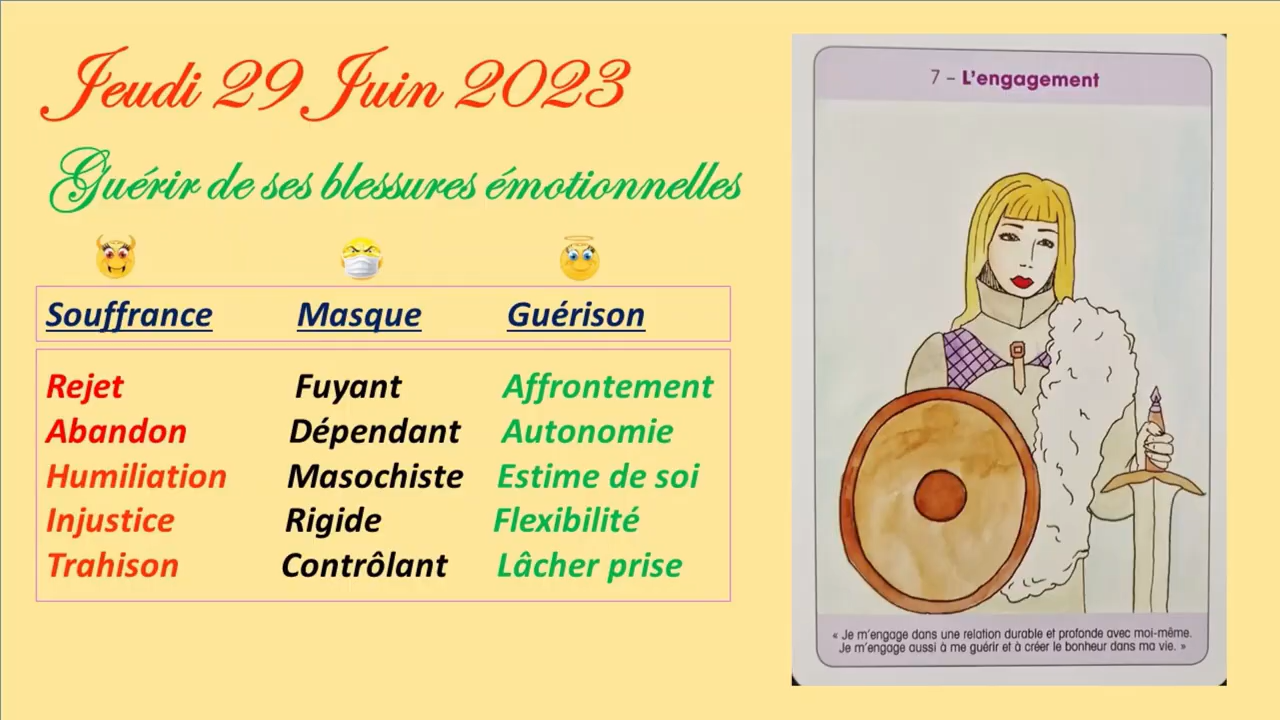 Jeudi 29 Juin 2023
Guérir de ses blessures émotionnelles
Souffrance Masque Guérison
Rejet Fuyant Affrontement
Abandon Dépendant Autonomie
Humiliation Masochiste Estime de soi
Injustice Rigide Flexibilité
Trahison Contrôlant Lâcher prise
7 – L'engagement
« Je m'engage dans une relation durable et profonde avec moi-même.
Je m'engage aussi à me guérir et à créer le bonheur dans ma vie. »